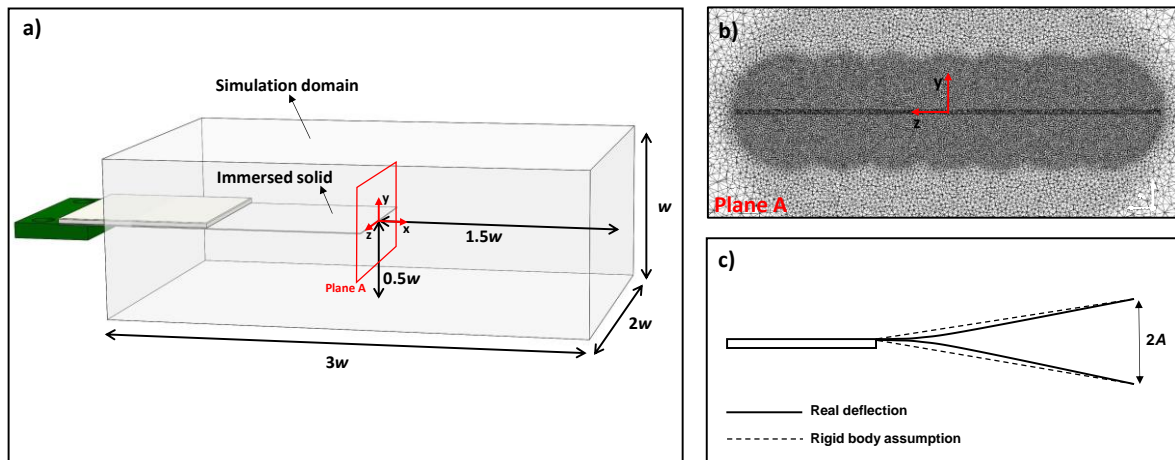 a)
Simulation domain
Immersed solid
y
z
x
1.5w
0.5w
Plane A
w
2w
3w
b)
y
z
Plane A
c)
2A
Real deflection
Rigid body assumption